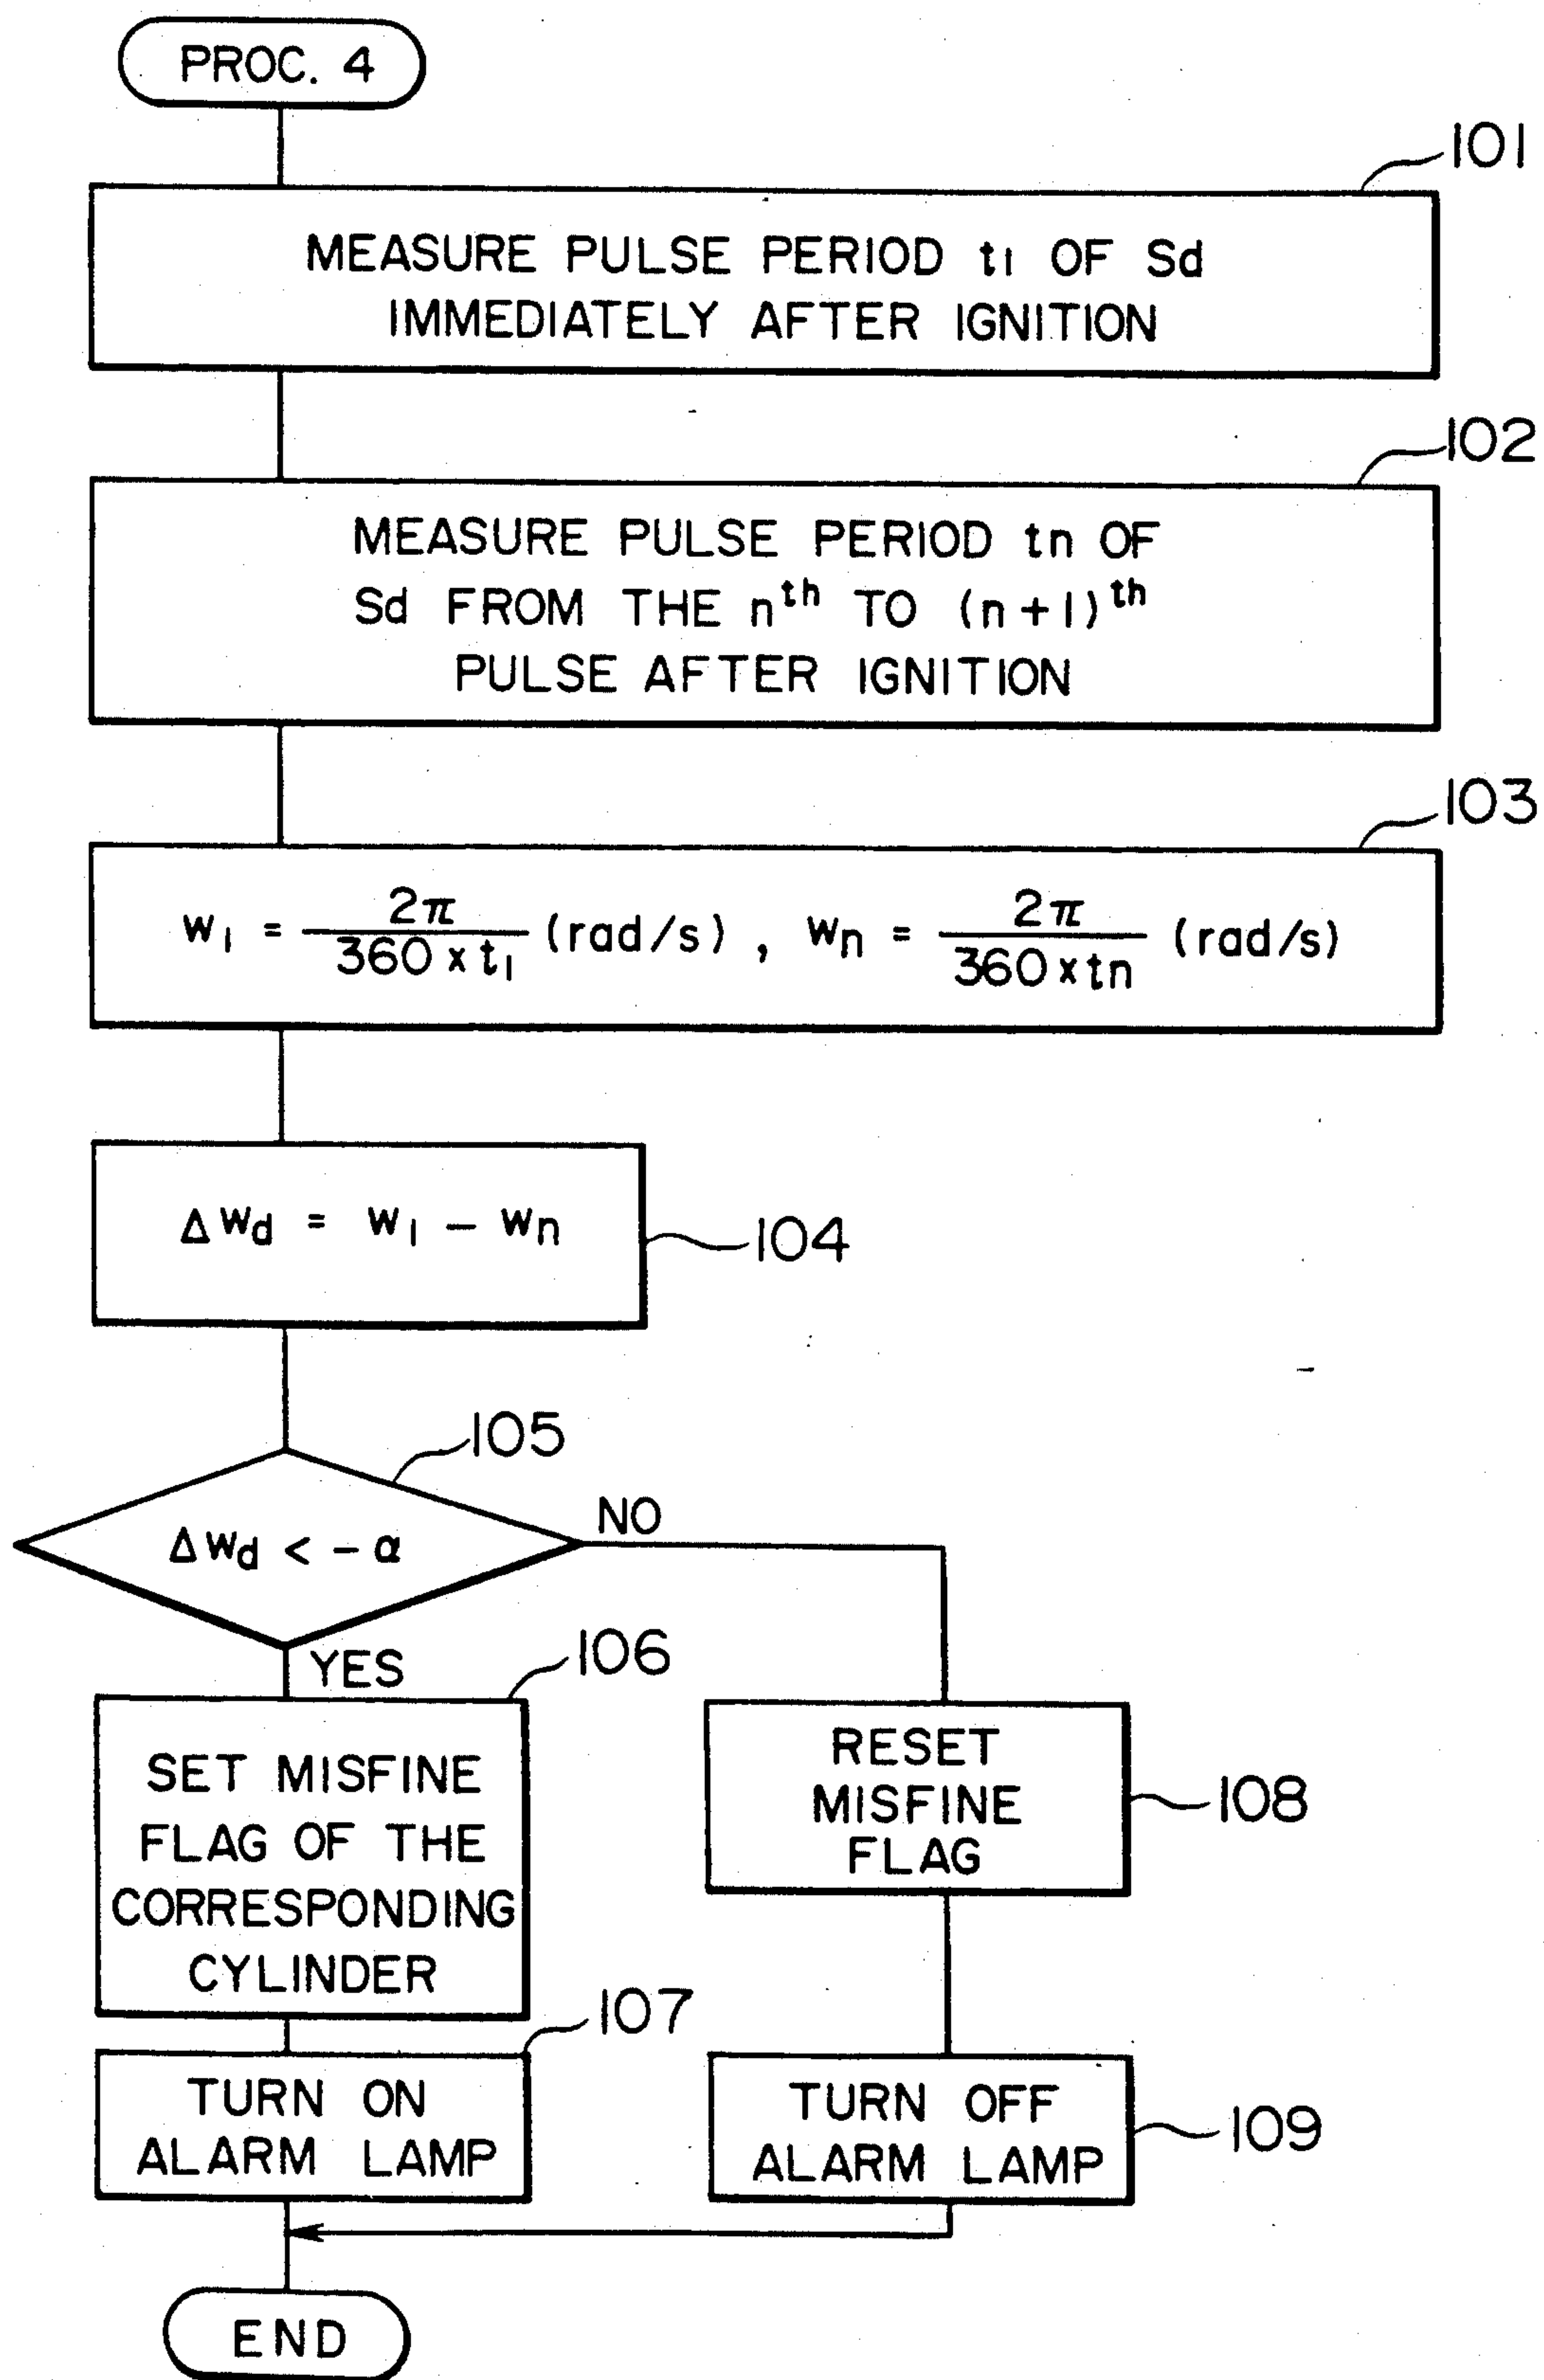 PROC. 4
101
MEASURE PULSE PERIOD t1 OF Sd
IMMEDIATELY AFTER IGNITION
102
MEASURE PULSE PERIOD tn OF
Sd FROM THE nth TO (n+1)th
PULSE AFTER IGNITION
103
w1 = 2π / 360 x t1 (rad/s), wn = 2π / 360 x tn (rad/s)
Δwd = w1 − wn
104
105
Δwd < − α
NO
YES
106
SET MISFINE
FLAG OF THE
CORRESPONDING
CYLINDER
RESET
MISFINE
FLAG
108
107
TURN ON
ALARM LAMP
TURN OFF
ALARM LAMP
109
END